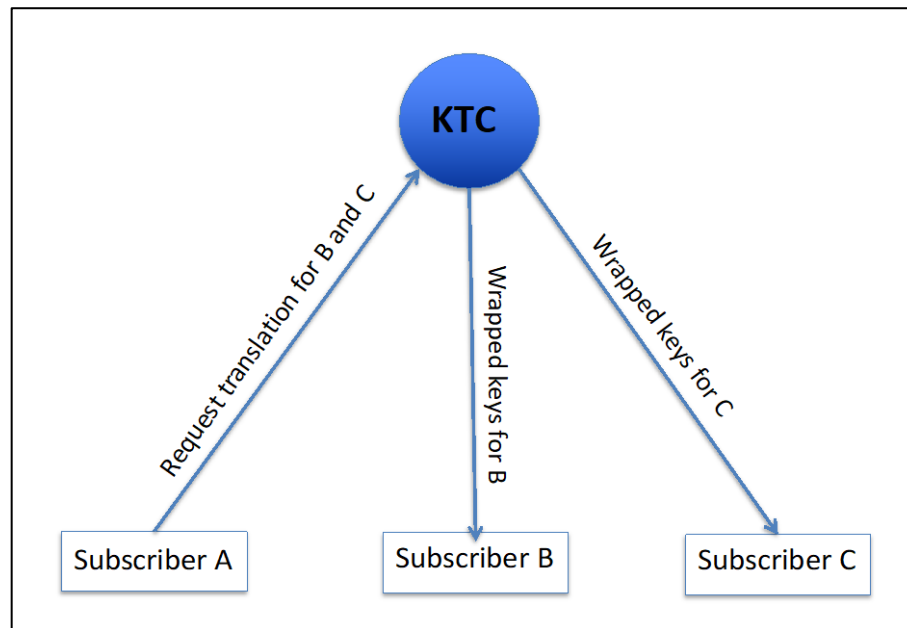 KTC
Request translation for B and C
Wrapped keys for B
Wrapped keys for C
Subscriber A
Subscriber B
Subscriber C